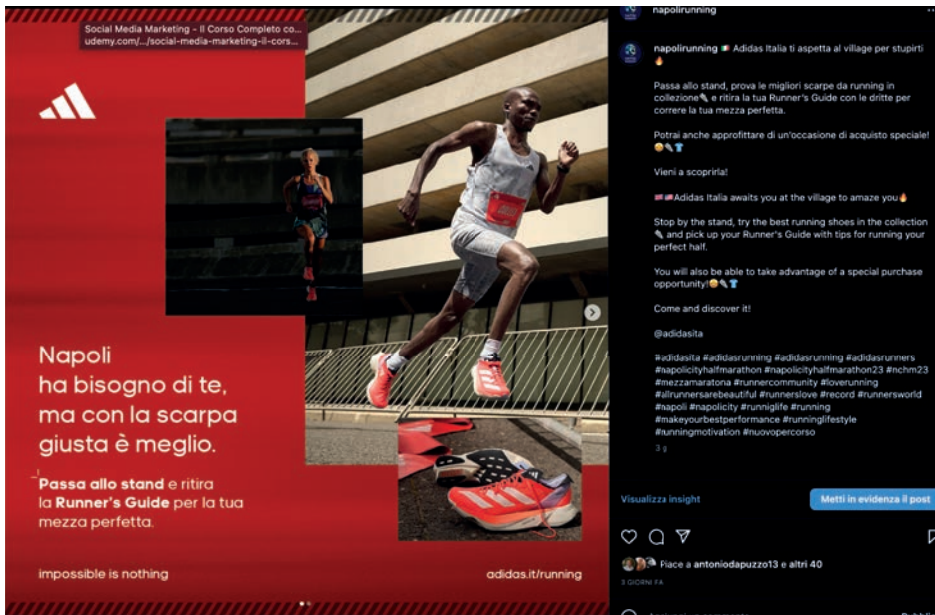 Social Media Marketing - Il Corso Completo co...
udemy.com/.../social-media-marketing-il-cors...
Napoli
ha bisogno di te,
ma con la scarpa
giusta è meglio.
Passa allo stand e ritira
la Runner's Guide per la tua
mezza perfetta.
impossible is nothing
adidas.it/running
napolirunning
napolirunning 🇮🇹 Adidas Italia ti aspetta al village per stupirti
🔥
Passa allo stand, prova le migliori scarpe da running in
collezione👟 e ritira la tua Runner's Guide con le dritte per
correre la tua mezza perfetta.
Potrai anche approfittare di un'occasione di acquisto speciale!
🤩👟👕
Vieni a scoprirla!
🇬🇧🇺🇸Adidas Italia awaits you at the village to amaze you🔥
Stop by the stand, try the best running shoes in the collection
👟 and pick up your Runner's Guide with tips for running your
perfect half.
You will also be able to take advantage of a special purchase
opportunity!🤩👟👕
Come and discover it!
@adidasita
#adidasita #adidasrunning #adidasrunning #adidasrunners
#napolicityhalfmarathon #napolicityhalfmarathon23 #nchm23
#mezzamaratona #runnercommunity #loverunning
#allrunnersarebeautiful #runnerslove #record #runnersworld
#napoli #napolicity #runniglife #running
#makeyourbestperformance #runninglifestyle
#runningmotivation #nuovopercorso
3 g
Visualizza insight
Metti in evidenza il post
Piace a antoniodapuzzo13 e altri 40
3 GIORNI FA